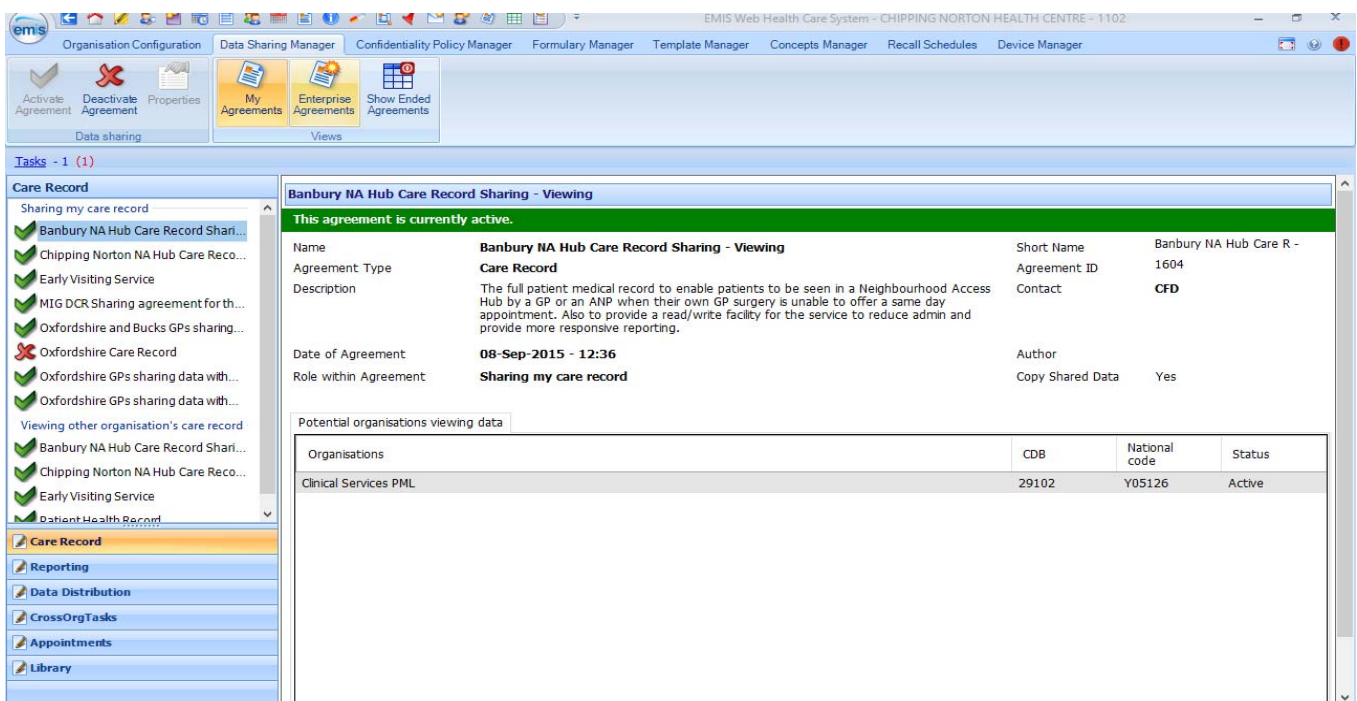 emis
EMIS Web Health Care System - CHIPPING NORTON HEALTH CENTRE - 1102
Organisation Configuration Data Sharing Manager Confidentiality Policy Manager Formulary Manager Template Manager Concepts Manager Recall Schedules Device Manager
Activate Agreement
Deactivate Agreement
Properties
My Agreements
Enterprise Agreements
Show Ended Agreements
Data sharing
Views
Tasks - 1 (1)
Care Record
Sharing my care record
Banbury NA Hub Care Record Shari...
Chipping Norton NA Hub Care Reco...
Early Visiting Service
MIG DCR Sharing agreement for th...
Oxfordshire and Bucks GPs sharing...
Oxfordshire Care Record
Oxfordshire GPs sharing data with...
Oxfordshire GPs sharing data with...
Viewing other organisation's care record
Banbury NA Hub Care Record Shari...
Chipping Norton NA Hub Care Reco...
Early Visiting Service
Patient Health Record
Care Record
Reporting
Data Distribution
CrossOrgTasks
Appointments
Library
Banbury NA Hub Care Record Sharing - Viewing
This agreement is currently active.
Name Banbury NA Hub Care Record Sharing - Viewing Short Name Banbury NA Hub Care R -
Agreement Type Care Record Agreement ID 1604
Description The full patient medical record to enable patients to be seen in a Neighbourhood Access Contact CFD
Hub by a GP or an ANP when their own GP surgery is unable to offer a same day
appointment. Also to provide a read/write facility for the service to reduce admin and
provide more responsive reporting.
Date of Agreement 08-Sep-2015 - 12:36 Author
Role within Agreement Sharing my care record Copy Shared Data Yes
Potential organisations viewing data
Organisations CDB National code Status
Clinical Services PML 29102 Y05126 Active